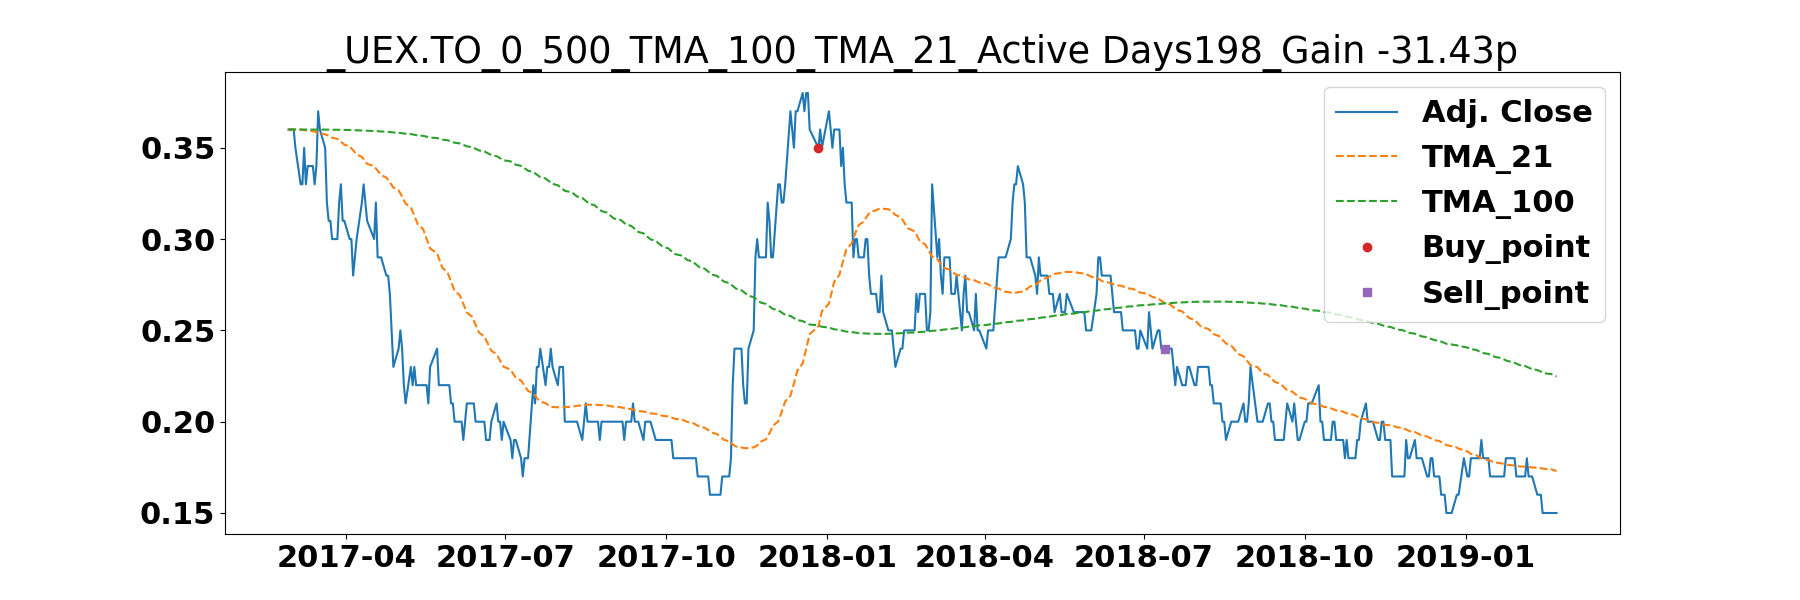 _UEX.TO_0_500_TMA_100_TMA_21_Active Days198_Gain -31.43p
Adj. Close
TMA_21
TMA_100
Buy_point
Sell_point
0.35
0.30
0.25
0.20
0.15
2017-04 2017-07 2017-10 2018-01 2018-04 2018-07 2018-10 2019-01